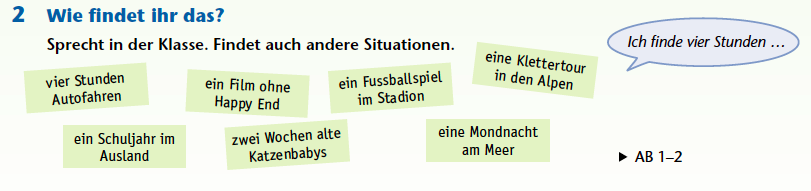 2 Wie findet ihr das?
Sprecht in der Klasse. Findet auch andere Situationen.
Ich finde vier Stunden ...
vier Stunden
Autofahren
ein Film ohne
Happy End
ein Fussballspiel
im Stadion
eine Klettertour
in den Alpen
ein Schuljahr im
Ausland
zwei Wochen alte
Katzenbabys
eine Mondnacht
am Meer
▶ AB 1–2